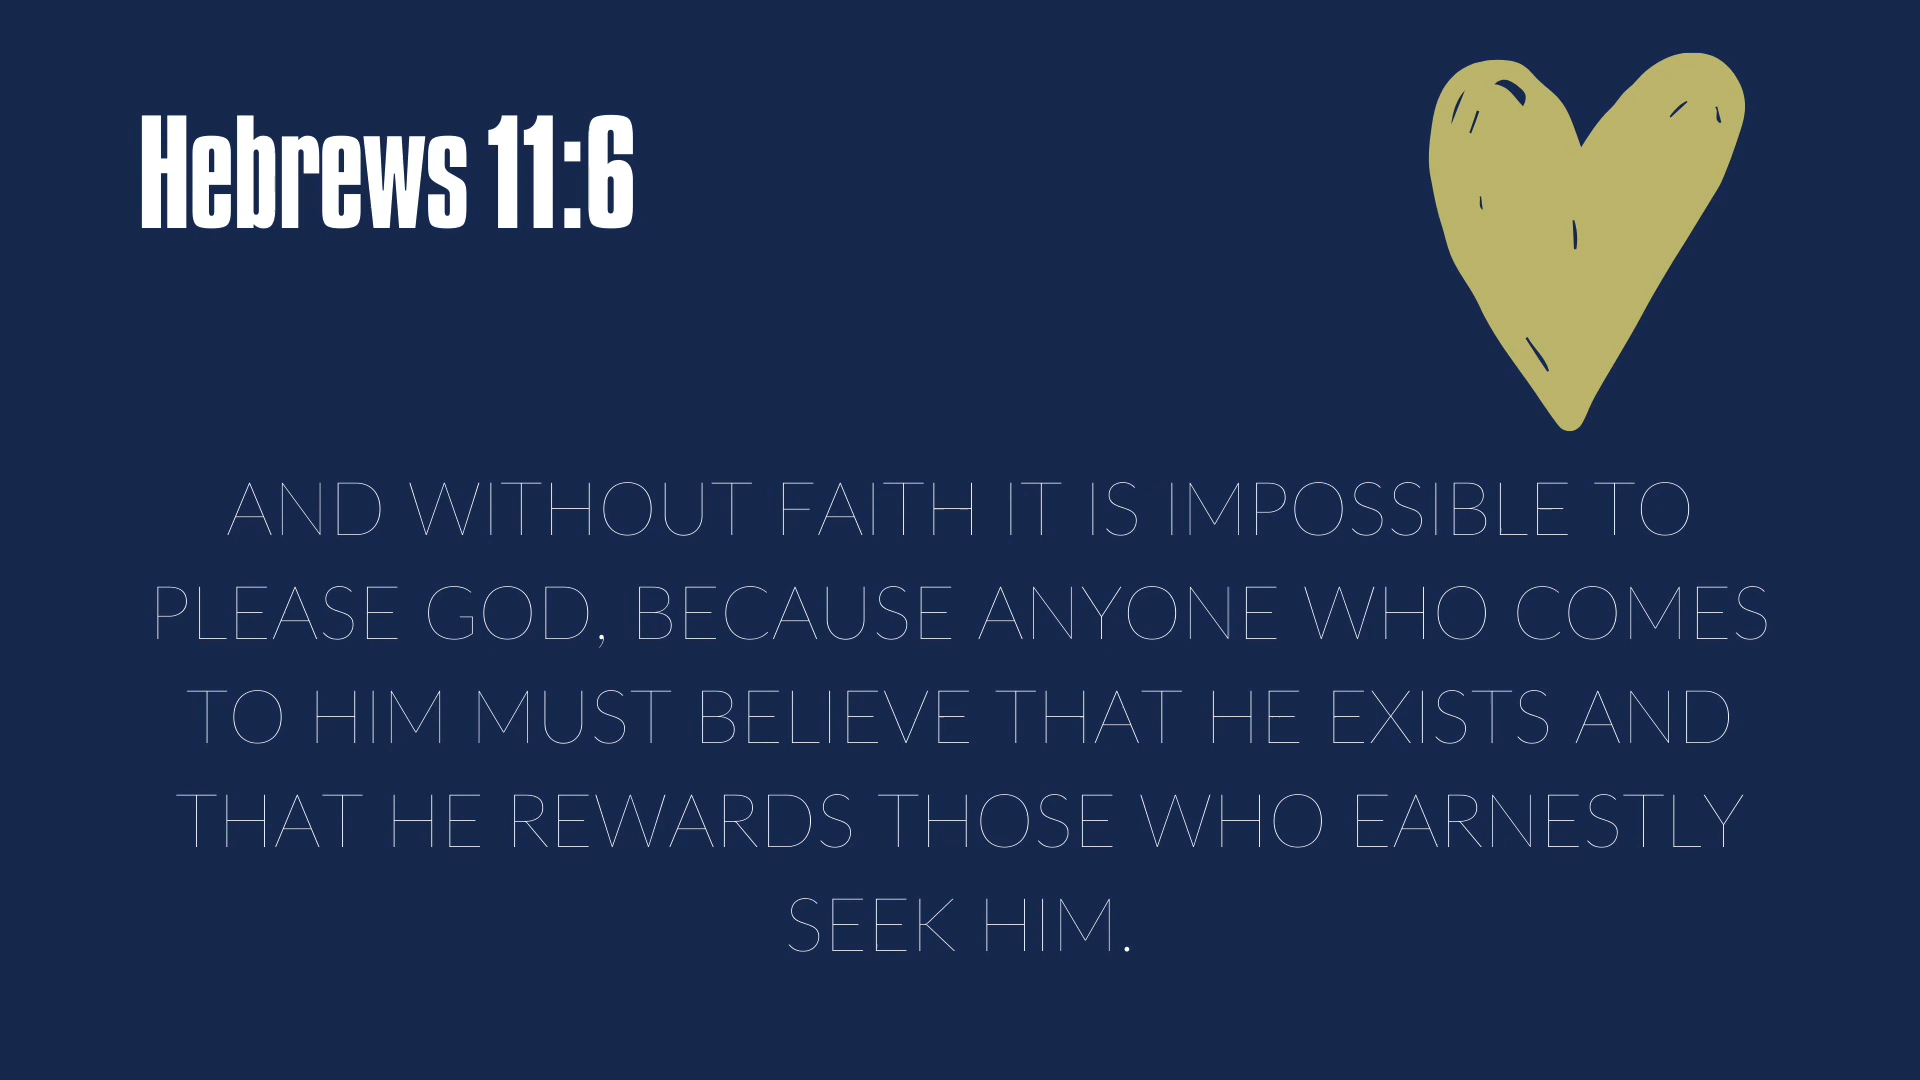 Hebrews 11:6
AND WITHOUT FAITH IT IS IMPOSSIBLE TO
PLEASE GOD, BECAUSE ANYONE WHO COMES
TO HIM MUST BELIEVE THAT HE EXISTS AND
THAT HE REWARDS THOSE WHO EARNESTLY
SEEK HIM.